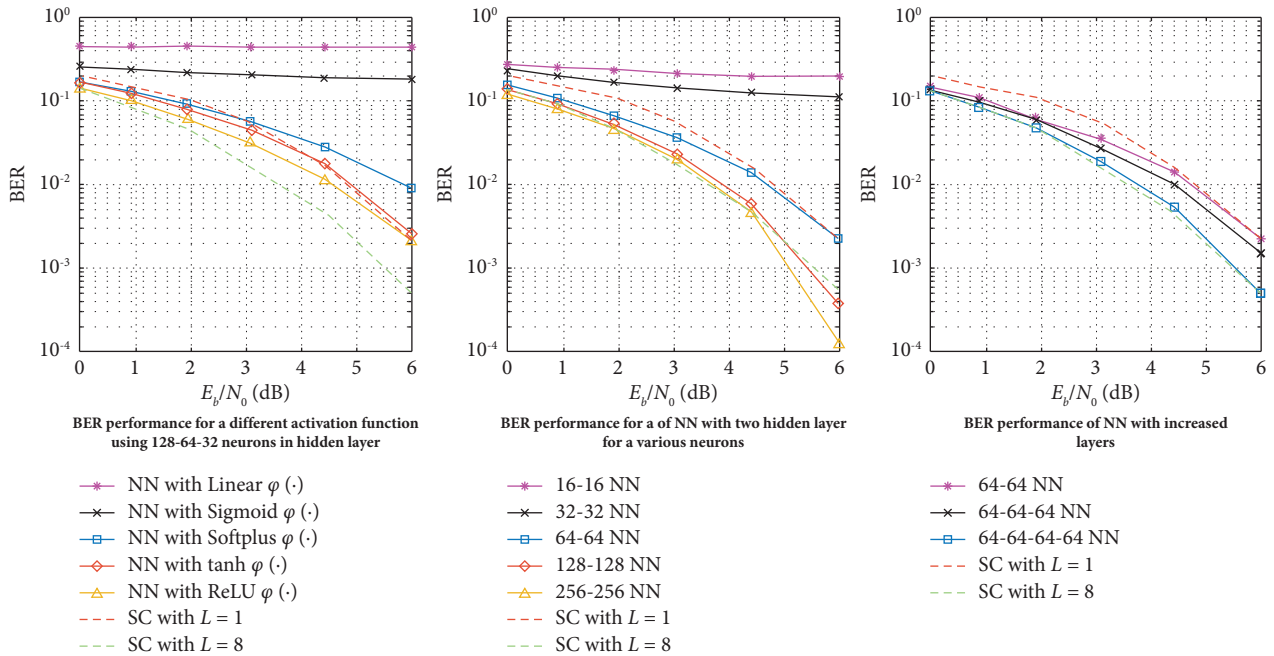 10⁰
10⁻¹
10⁻²
10⁻³
10⁻⁴
BER
0 1 2 3 4 5 6
E_b/N_0 (dB)
BER performance for a different activation function
using 128-64-32 neurons in hidden layer
NN with Linear φ (·)
NN with Sigmoid φ (·)
NN with Softplus φ (·)
NN with tanh φ (·)
NN with ReLU φ (·)
SC with L = 1
SC with L = 8
10⁰
10⁻¹
10⁻²
10⁻³
10⁻⁴
BER
0 1 2 3 4 5 6
E_b/N_0 (dB)
BER performance for a of NN with two hidden layer
for a various neurons
16-16 NN
32-32 NN
64-64 NN
128-128 NN
256-256 NN
SC with L = 1
SC with L = 8
10⁰
10⁻¹
10⁻²
10⁻³
10⁻⁴
BER
0 1 2 3 4 5 6
E_b/N_0 (dB)
BER performance of NN with increased
layers
64-64 NN
64-64-64 NN
64-64-64-64 NN
SC with L = 1
SC with L = 8